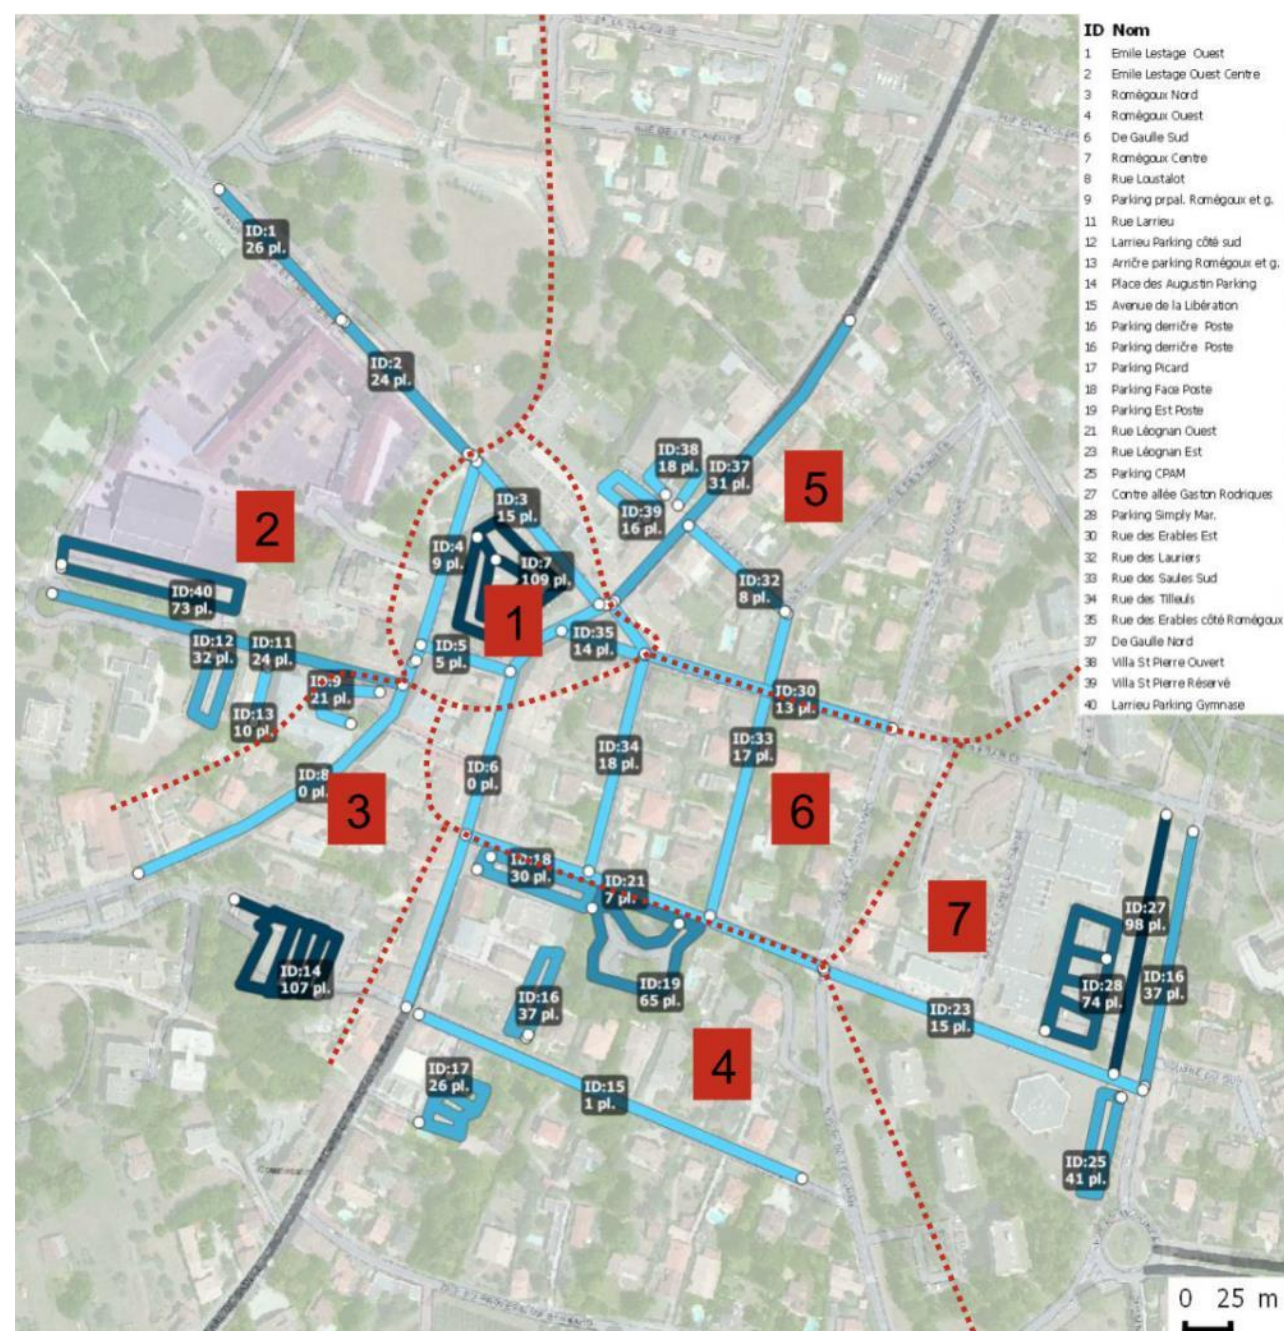 ID Nom
1 Emile Lestage Ouest
2 Emile Lestage Ouest Centre
3 Romégoux Nord
4 Romégoux Ouest
6 De Gaulle Sud
7 Romégoux Centre
8 Rue Loustalot
9 Parking prpal. Romégoux et g.
11 Rue Larrieu
12 Larrieu Parking côté sud
13 Arričre parking Romégoux et g.
14 Place des Augustin Parking
15 Avenue de la Libération
16 Parking derričre Poste
16 Parking derričre Poste
17 Parking Picard
18 Parking Face Poste
19 Parking Est Poste
21 Rue Léognan Ouest
23 Rue Léognan Est
25 Parking CPAM
27 Contre allée Gaston Rodriques
28 Parking Simply Mar.
30 Rue des Erables Est
32 Rue des Lauriers
33 Rue des Saules Sud
34 Rue des Tilleuls
35 Rue des Erables côté Romégoux
37 De Gaulle Nord
38 Villa St Pierre Ouvert
39 Villa St Pierre Réservé
40 Larrieu Parking Gymnase
ID:1
26 pl.
ID:2
24 pl.
ID:38
18 pl.
ID:37
31 pl.
5
ID:3
15 pl.
ID:39
16 pl.
2
ID:4
9 pl.
ID:7
109 pl.
ID:32
8 pl.
ID:40
73 pl.
1
ID:12
32 pl.
ID:11
24 pl.
ID:5
5 pl.
ID:35
14 pl.
ID:9
21 pl.
ID:30
13 pl.
ID:13
10 pl.
ID:33
17 pl.
ID:34
18 pl.
ID:6
0 pl.
ID:8
0 pl.
3
6
ID:18
30 pl.
ID:21
7 pl.
7
ID:27
98 pl.
ID:14
107 pl.
ID:16
37 pl.
ID:19
65 pl.
ID:28
74 pl.
ID:16
37 pl.
ID:23
15 pl.
4
ID:17
26 pl.
ID:15
1 pl.
ID:25
41 pl.
0 25 m